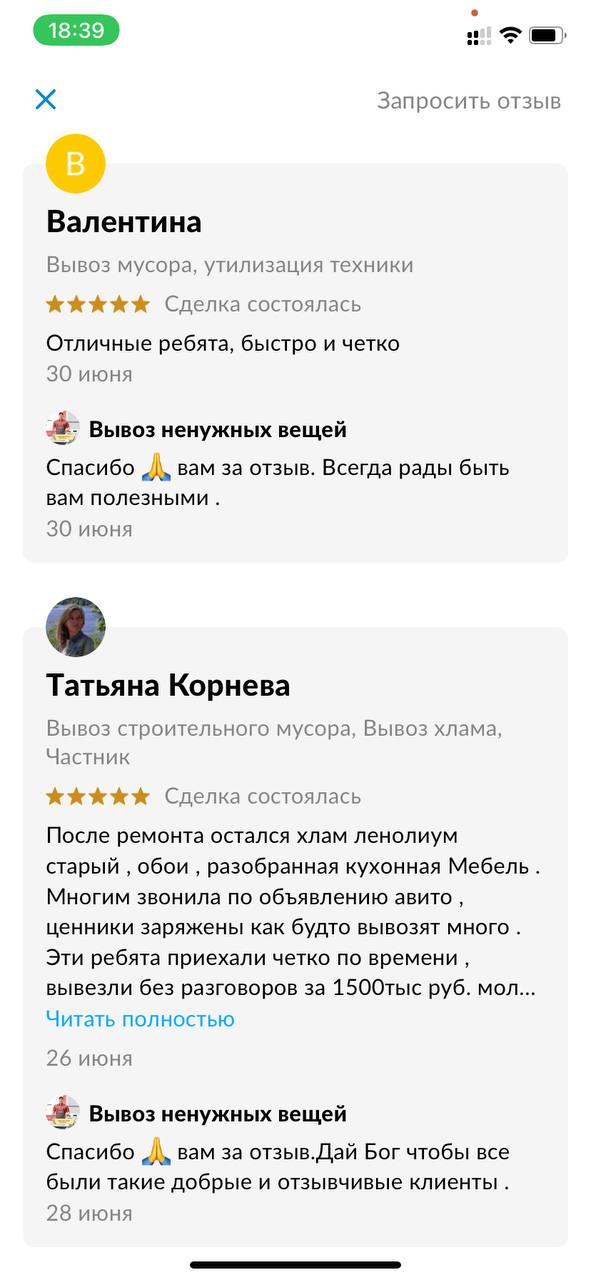 18:39
Запросить отзыв
В
Валентина
Вывоз мусора, утилизация техники
Сделка состоялась
Отличные ребята, быстро и четко
30 июня
Вывоз ненужных вещей
Спасибо 🙏 вам за отзыв. Всегда рады быть
вам полезными .
30 июня
Татьяна Корнева
Вывоз строительного мусора, Вывоз хлама,
Частник
Сделка состоялась
После ремонта остался хлам ленолиум
старый , обои , разобранная кухонная Мебель .
Многим звонила по объявлению авито ,
ценники заряжены как будто вывозят много .
Эти ребята приехали четко по времени ,
вывезли без разговоров за 1500тыс руб. мол...
Читать полностью
26 июня
Вывоз ненужных вещей
Спасибо 🙏 вам за отзыв.Дай Бог чтобы все
были такие добрые и отзывчивые клиенты .
28 июня